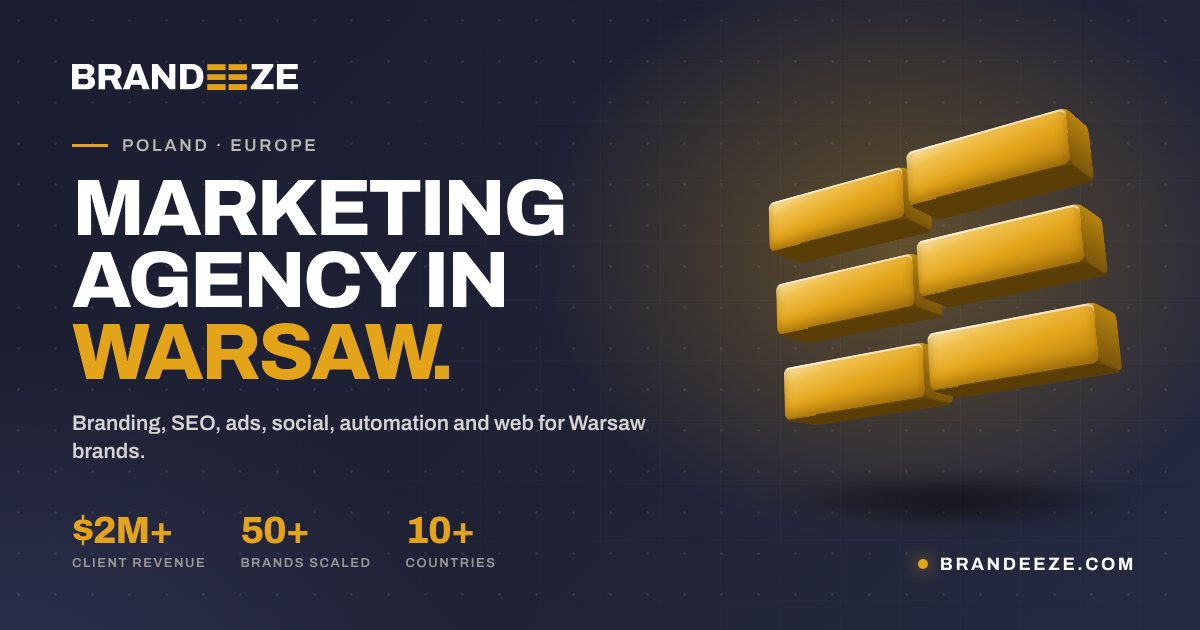 BRANDEEZE
POLAND · EUROPE
MARKETING
AGENCY IN
WARSAW.
Branding, SEO, ads, social, automation and web for Warsaw
brands.
$2M+ 50+ 10+
CLIENT REVENUE BRANDS SCALED COUNTRIES
BRANDEEZE.COM